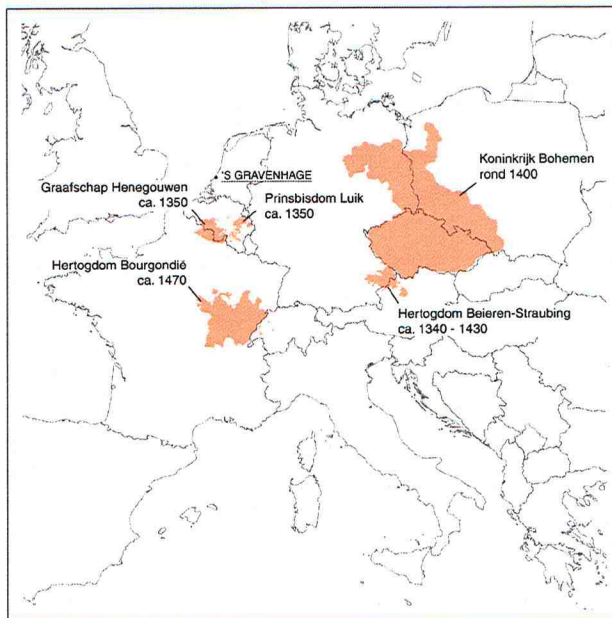 'S GRAVENHAGE
Koninkrijk Bohemen
rond 1400
Graafschap Henegouwen
ca. 1350
Prinsbisdom Luik
ca. 1350
Hertogdom Bourgondië
ca. 1470
Hertogdom Beieren-Straubing
ca. 1340 - 1430